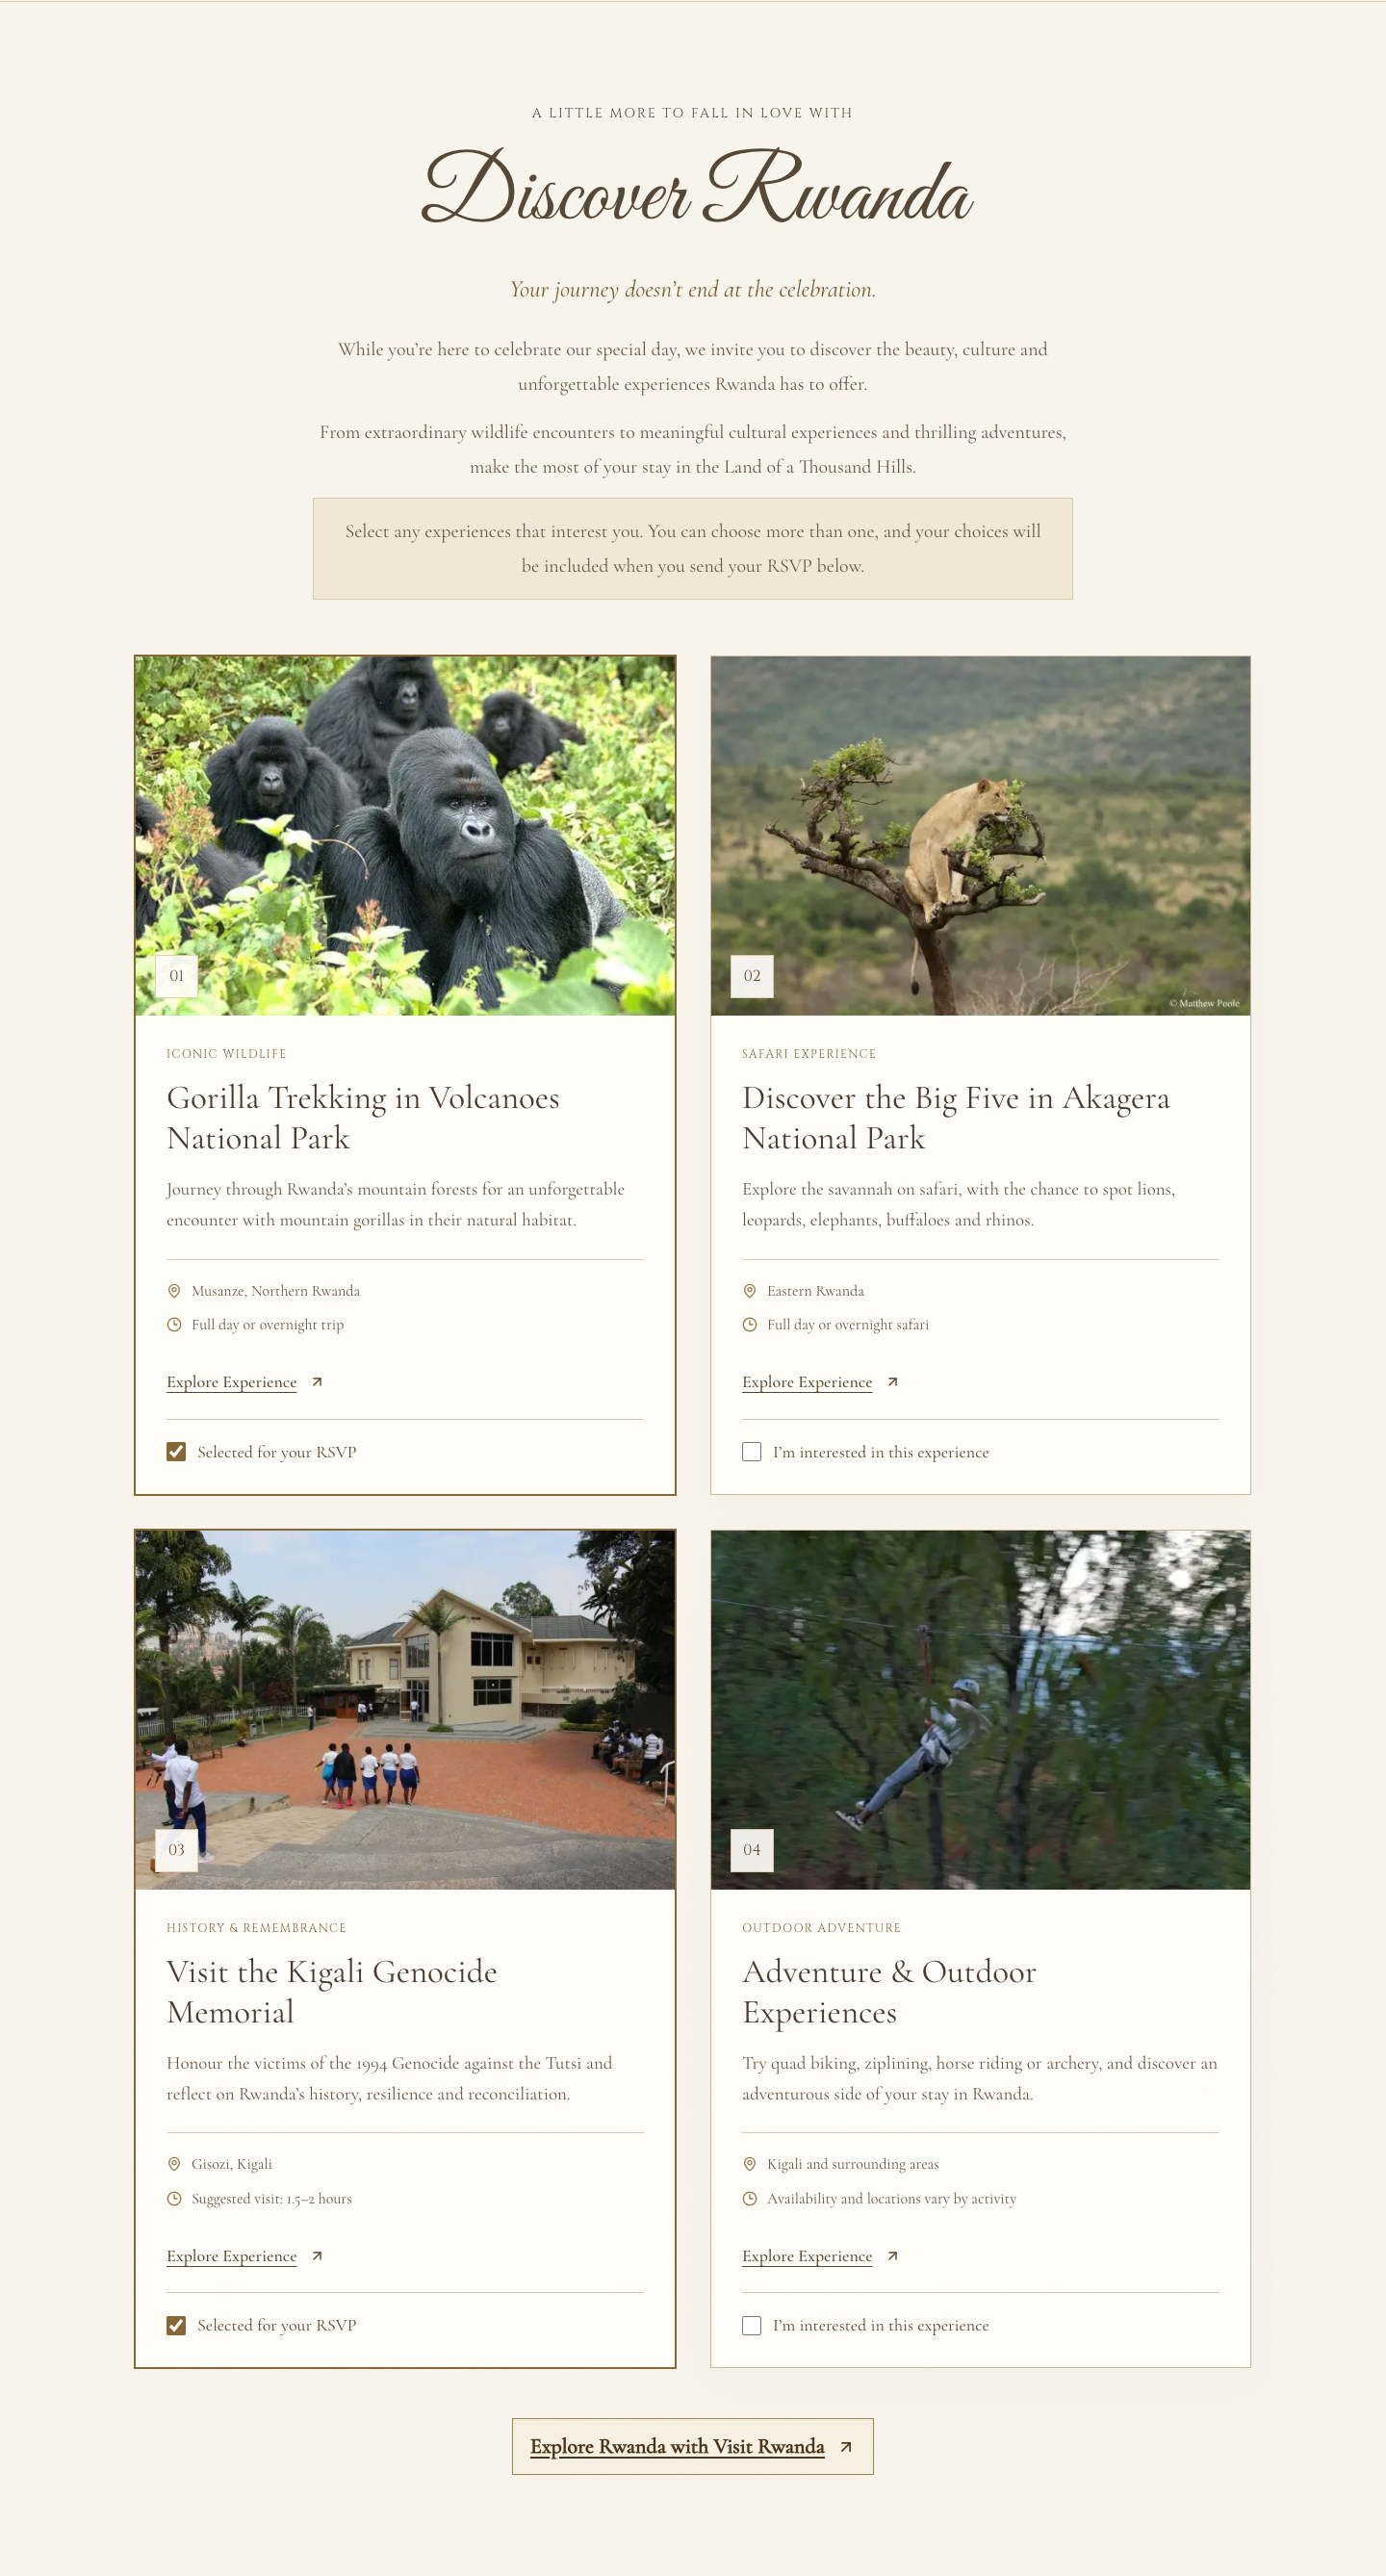 A LITTLE MORE TO FALL IN LOVE WITH
Discover Rwanda
Your journey doesn’t end at the celebration.
While you’re here to celebrate our special day, we invite you to discover the beauty, culture and
unforgettable experiences Rwanda has to offer.
From extraordinary wildlife encounters to meaningful cultural experiences and thrilling adventures,
make the most of your stay in the Land of a Thousand Hills.
Select any experiences that interest you. You can choose more than one, and your choices will
be included when you send your RSVP below.
01
ICONIC WILDLIFE
Gorilla Trekking in Volcanoes
National Park
Journey through Rwanda’s mountain forests for an unforgettable
encounter with mountain gorillas in their natural habitat.
Musanze, Northern Rwanda
Full day or overnight trip
Explore Experience
Selected for your RSVP
© Matthew Poole
02
SAFARI EXPERIENCE
Discover the Big Five in Akagera
National Park
Explore the savannah on safari, with the chance to spot lions,
leopards, elephants, buffaloes and rhinos.
Eastern Rwanda
Full day or overnight safari
Explore Experience
I’m interested in this experience
03
HISTORY & REMEMBRANCE
Visit the Kigali Genocide
Memorial
Honour the victims of the 1994 Genocide against the Tutsi and
reflect on Rwanda’s history, resilience and reconciliation.
Gisozi, Kigali
Suggested visit: 1.5–2 hours
Explore Experience
Selected for your RSVP
04
OUTDOOR ADVENTURE
Adventure & Outdoor
Experiences
Try quad biking, ziplining, horse riding or archery, and discover an
adventurous side of your stay in Rwanda.
Kigali and surrounding areas
Availability and locations vary by activity
Explore Experience
I’m interested in this experience
Explore Rwanda with Visit Rwanda